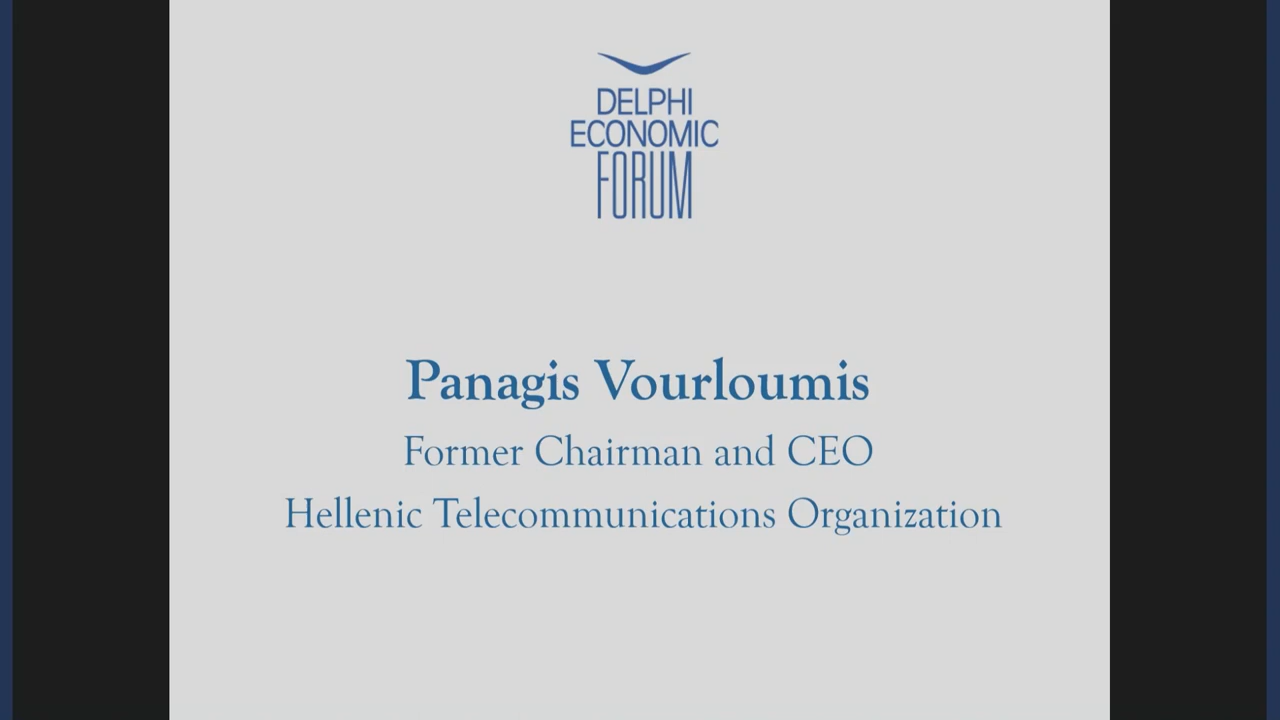 DELPHI
ECONOMIC
FORUM
Panagis Vourloumis
Former Chairman and CEO
Hellenic Telecommunications Organization